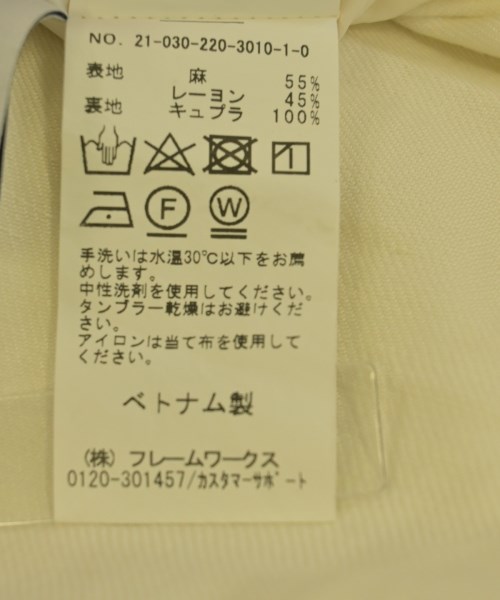 NO. 21-030-220-3010-1-0
表地 麻 55%
レーヨン 45%
裏地 キュプラ 100%
F W
手洗いは水温30℃以下をお薦
めします。
中性洗剤を使用してください。
タンブラー乾燥はお避けくだ
さい。
アイロンは当て布を使用して
ください。
ベトナム製
(株) フレームワークス
0120-301457/カスタマーサポート